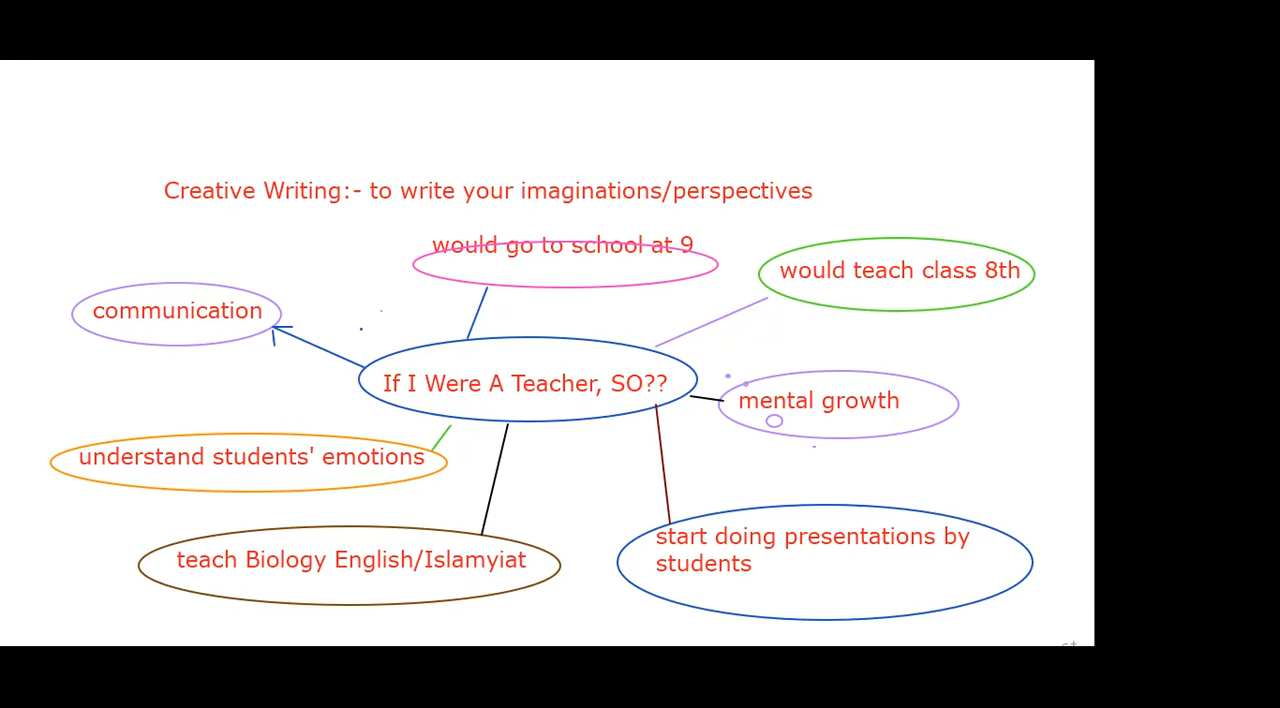 Creative Writing:- to write your imaginations/perspectives
would go to school at 9
would teach class 8th
communication
If I Were A Teacher, SO??
mental growth
understand students' emotions
start doing presentations by
students
teach Biology English/Islamyiat